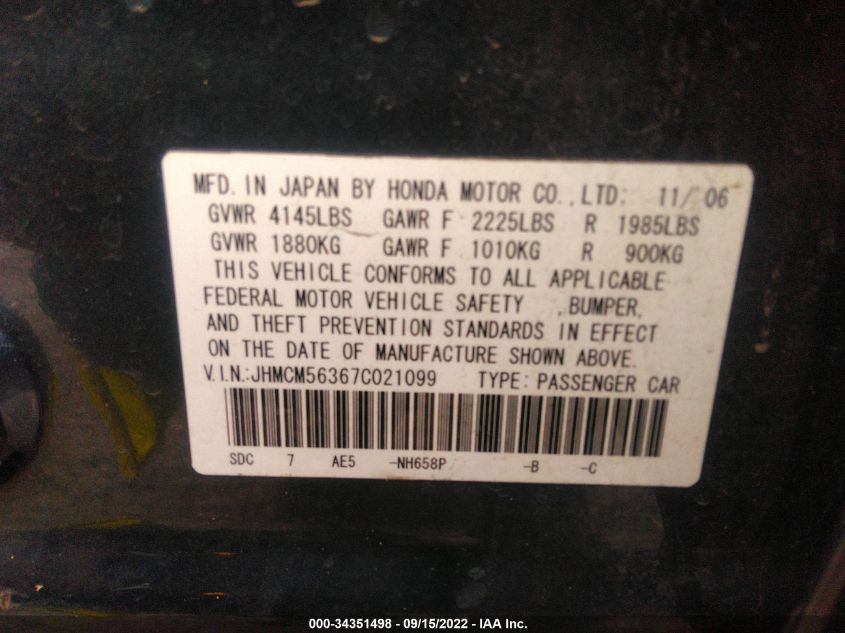 MFD. IN JAPAN BY HONDA MOTOR CO., LTD: 11/ 06
GVWR 4145LBS GAWR F 2225LBS R 1985LBS
GVWR 1880KG GAWR F 1010KG R 900KG
THIS VEHICLE CONFORMS TO ALL APPLICABLE
FEDERAL MOTOR VEHICLE SAFETY , BUMPER,
AND THEFT PREVENTION STANDARDS IN EFFECT
ON THE DATE OF MANUFACTURE SHOWN ABOVE.
V.I.N.:JHMCM56367C021099 TYPE: PASSENGER CAR
SDC 7 AE5 -NH658P -B -C
000-34351498 - 09/15/2022 - IAA Inc.